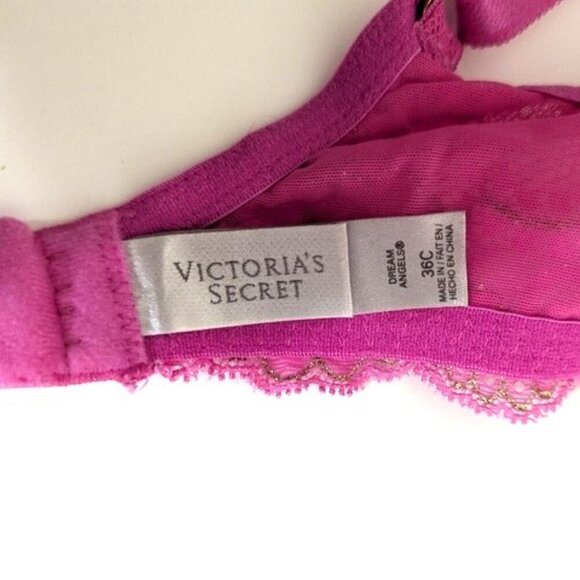 VICTORIA'S
SECRET
DREAM
ANGELS®
36C
MADE IN / FAIT EN /
HECHO EN CHINA